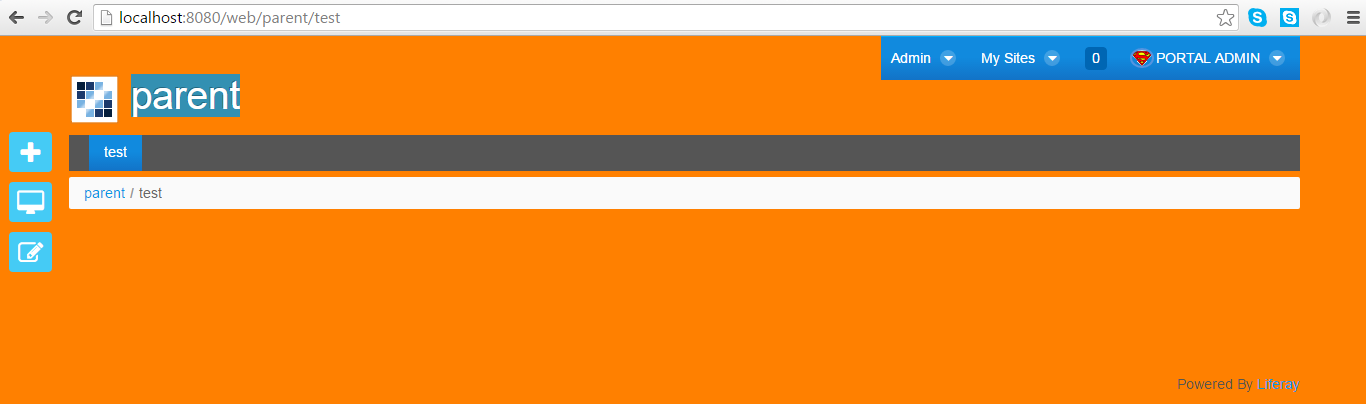 localhost:8080/web/parent/test
Admin My Sites 0 PORTAL ADMIN
parent
test
parent / test
Powered By Liferay